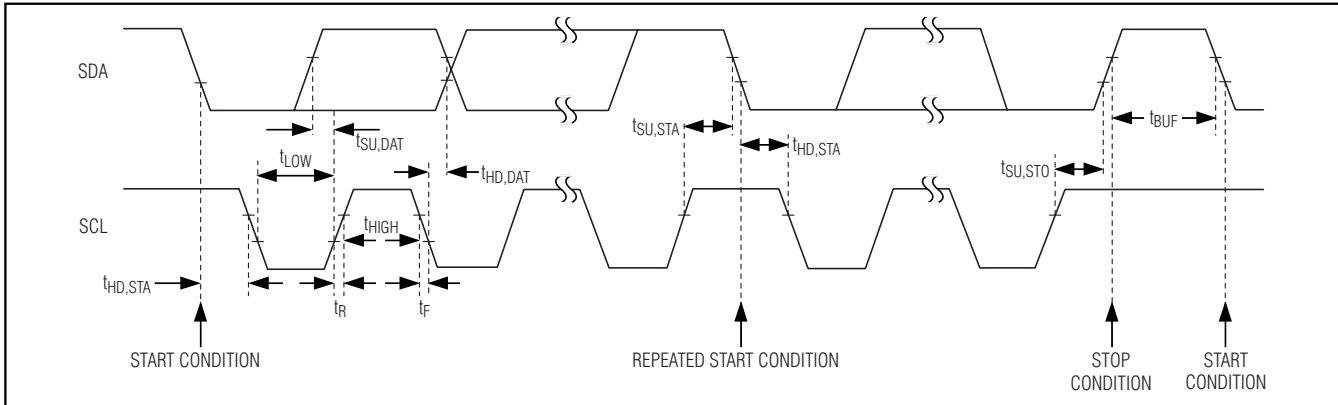 SDA
tSU,DAT
tLOW
tHD,DAT
tSU,STA
tHD,STA
tBUF
tSU,STO
SCL
tHIGH
tHD,STA
tR
tF
START CONDITION
REPEATED START CONDITION
STOP
CONDITION
START
CONDITION